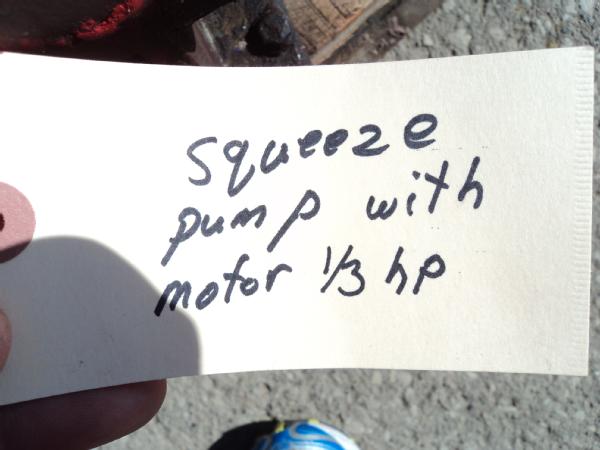 Squeeze
pump with
motor 1/3 hp